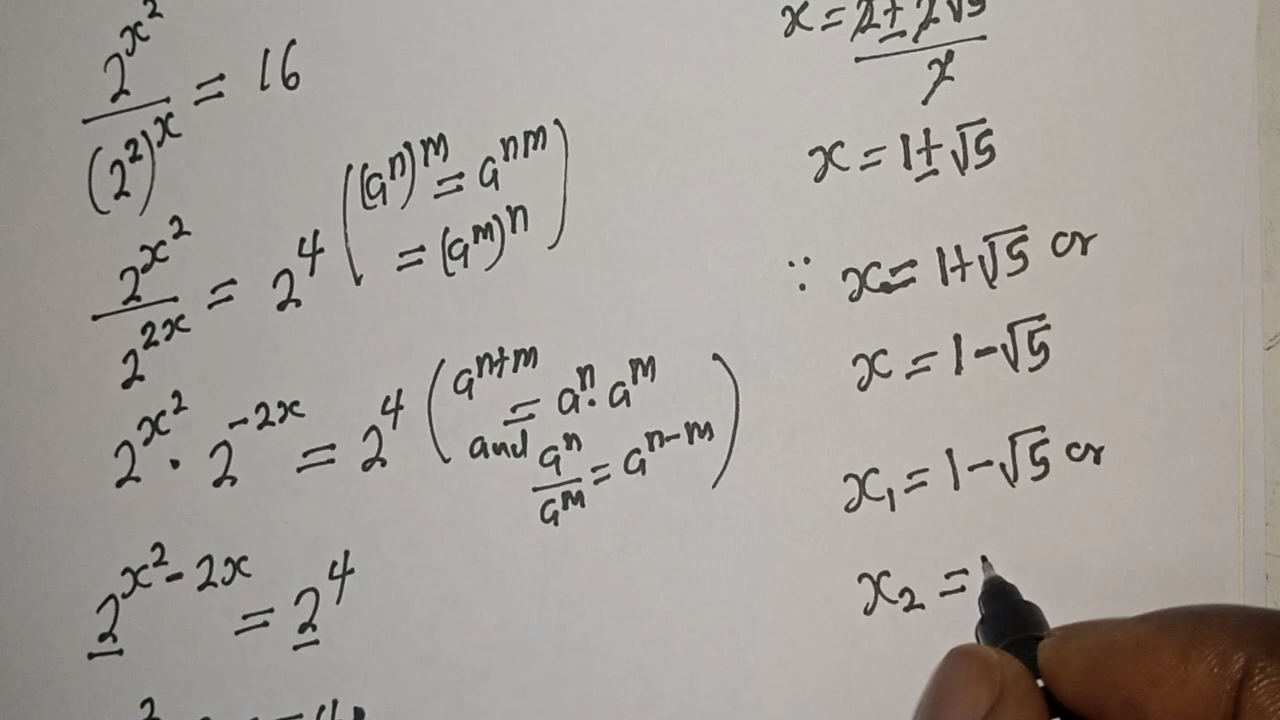 2^{x^2} / (2^2)^x = 16
2^{x^2} / 2^{2x} = 2^4 ( (a^n)^m = a^{nm}
= (a^m)^n )
2^{x^2} · 2^{-2x} = 2^4 ( a^{n+m}
= a^n · a^m
and a^n / a^m = a^{n-m} )
2^{x^2 - 2x} = 2^4
x = 2 ± 2√5 / 2
x = 1 ± √5
∵ x = 1 + √5 or
x = 1 - √5
x_1 = 1 - √5 or
x_2 =